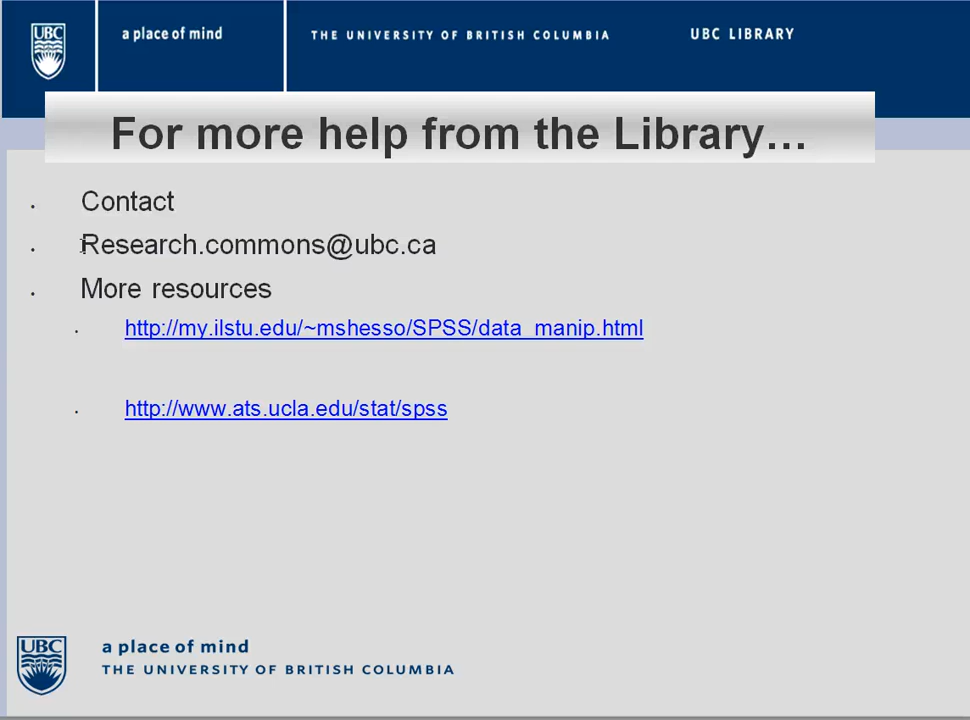 UBC
a place of mind
THE UNIVERSITY OF BRITISH COLUMBIA
UBC LIBRARY
For more help from the Library...
• Contact
• Research.commons@ubc.ca
• More resources
• http://my.ilstu.edu/~mshesso/SPSS/data_manip.html
• http://www.ats.ucla.edu/stat/spss
UBC
a place of mind
THE UNIVERSITY OF BRITISH COLUMBIA